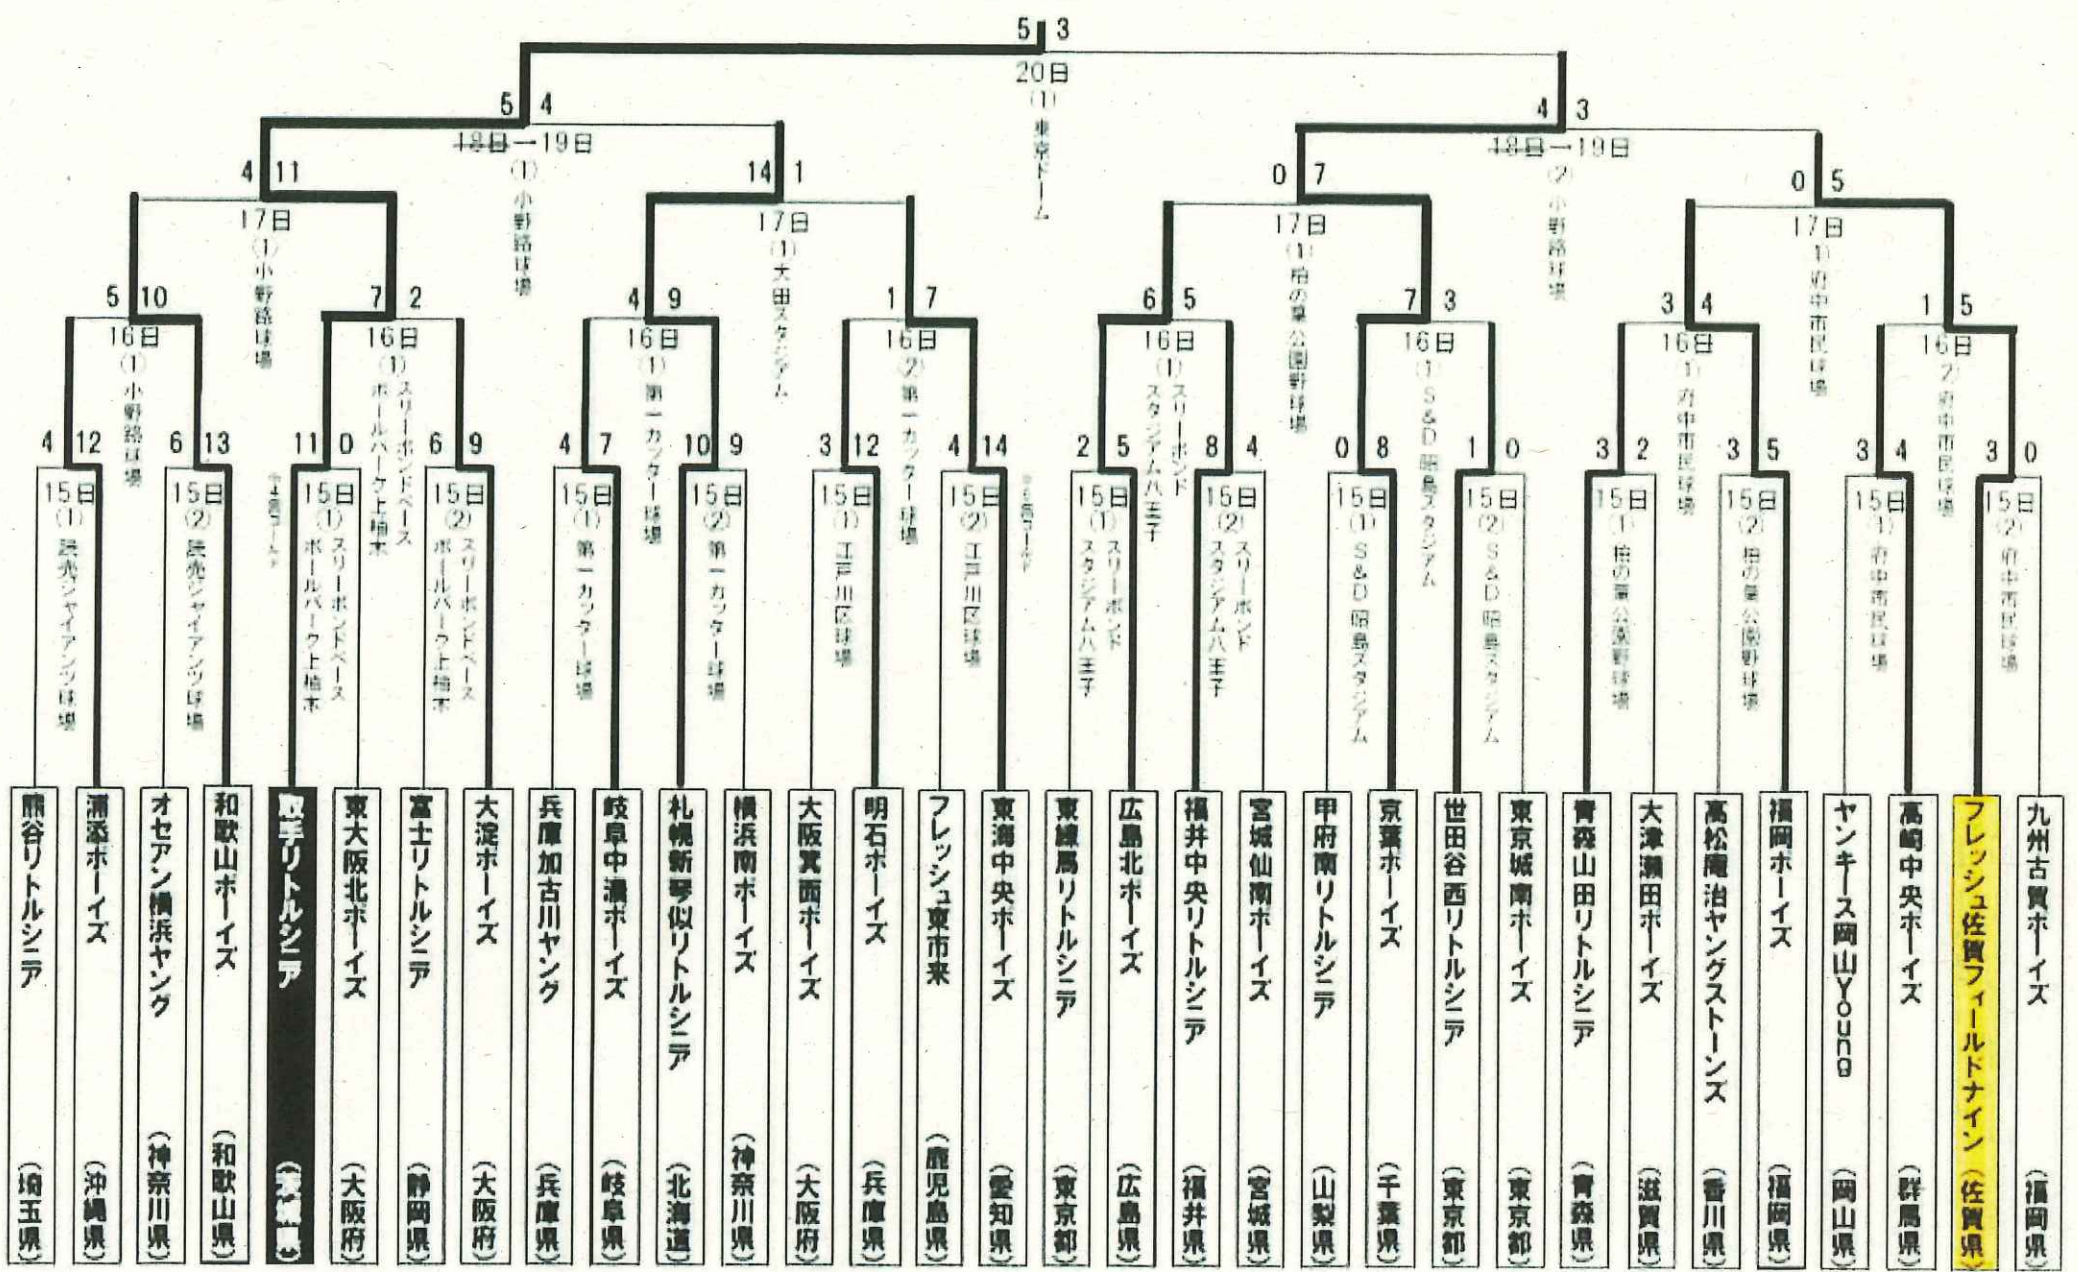 5 3
20日
(1)
東京ドーム
5 4
18日→19日
(1)
小野路球場
4 3
18日→19日
(2)
小野路球場
4 11
17日
(1)
小野路球場
14 1
17日
(1)
大田スタジアム
0 7
17日
(1)
柏の葉公園野球場
0 5
17日
(1)
府中市民球場
5 10
16日
(1)
小野路球場
7 2
16日
(1)
スリーボンドベース
ボールパーク上柚木
4 9
16日
(1)
第一カッター球場
1 7
16日
(2)
第一カッター球場
6 5
16日
(1)
スリーボンド
スタジアム八王子
7 3
16日
(1)
S&D昭島スタジアム
3 4
16日
(1)
府中市民球場
1 5
16日
(2)
府中市民球場
4 12
15日
(1)
読売ジャイアンツ球場
6 13
15日
(2)
読売ジャイアンツ球場
11 0
15日
(1)
スリーボンドベース
ボールパーク上柚木
6 9
15日
(2)
スリーボンドベース
ボールパーク上柚木
4 7
15日
(1)
第一カッター球場
10 9
15日
(2)
第一カッター球場
3 12
15日
(1)
江戸川区球場
4 14
15日
(2)
江戸川区球場
2 5
15日
(1)
スリーボンド
スタジアム八王子
8 4
15日
(2)
スリーボンド
スタジアム八王子
0 8
15日
(1)
S&D昭島スタジアム
1 0
15日
(2)
S&D昭島スタジアム
3 2
15日
(1)
柏の葉公園野球場
3 5
15日
(2)
柏の葉公園野球場
3 4
15日
(1)
府中市民球場
3 0
15日
(2)
府中市民球場
熊谷リトルシニア（埼玉県）
浦添ボーイズ（沖縄県）
オセアン横浜ヤング（神奈川県）
和歌山ボーイズ（和歌山県）
取手リトルシニア（茨城県）
東大阪北ボーイズ（大阪府）
富士リトルシニア（静岡県）
大淀ボーイズ（大阪府）
兵庫加古川ヤング（兵庫県）
岐阜中濃ボーイズ（岐阜県）
札幌新琴似リトルシニア（北海道）
横浜南ボーイズ（神奈川県）
大阪箕面ボーイズ（大阪府）
明石ボーイズ（兵庫県）
フレッシュ東市来（鹿児島県）
東海中央ボーイズ（愛知県）
東練馬リトルシニア（東京都）
広島北ボーイズ（広島県）
福井中央リトルシニア（福井県）
宮城仙南ボーイズ（宮城県）
甲府南リトルシニア（山梨県）
京葉ボーイズ（千葉県）
世田谷西リトルシニア（東京都）
東京城南ボーイズ（東京都）
青森山田リトルシニア（青森県）
大津瀬田ボーイズ（滋賀県）
高松庵治ヤングストーンズ（香川県）
福岡ボーイズ（福岡県）
ヤンキース岡山Young（岡山県）
高崎中央ボーイズ（群馬県）
フレッシュ佐賀フィールドナイン（佐賀県）
九州古賀ボーイズ（福岡県）